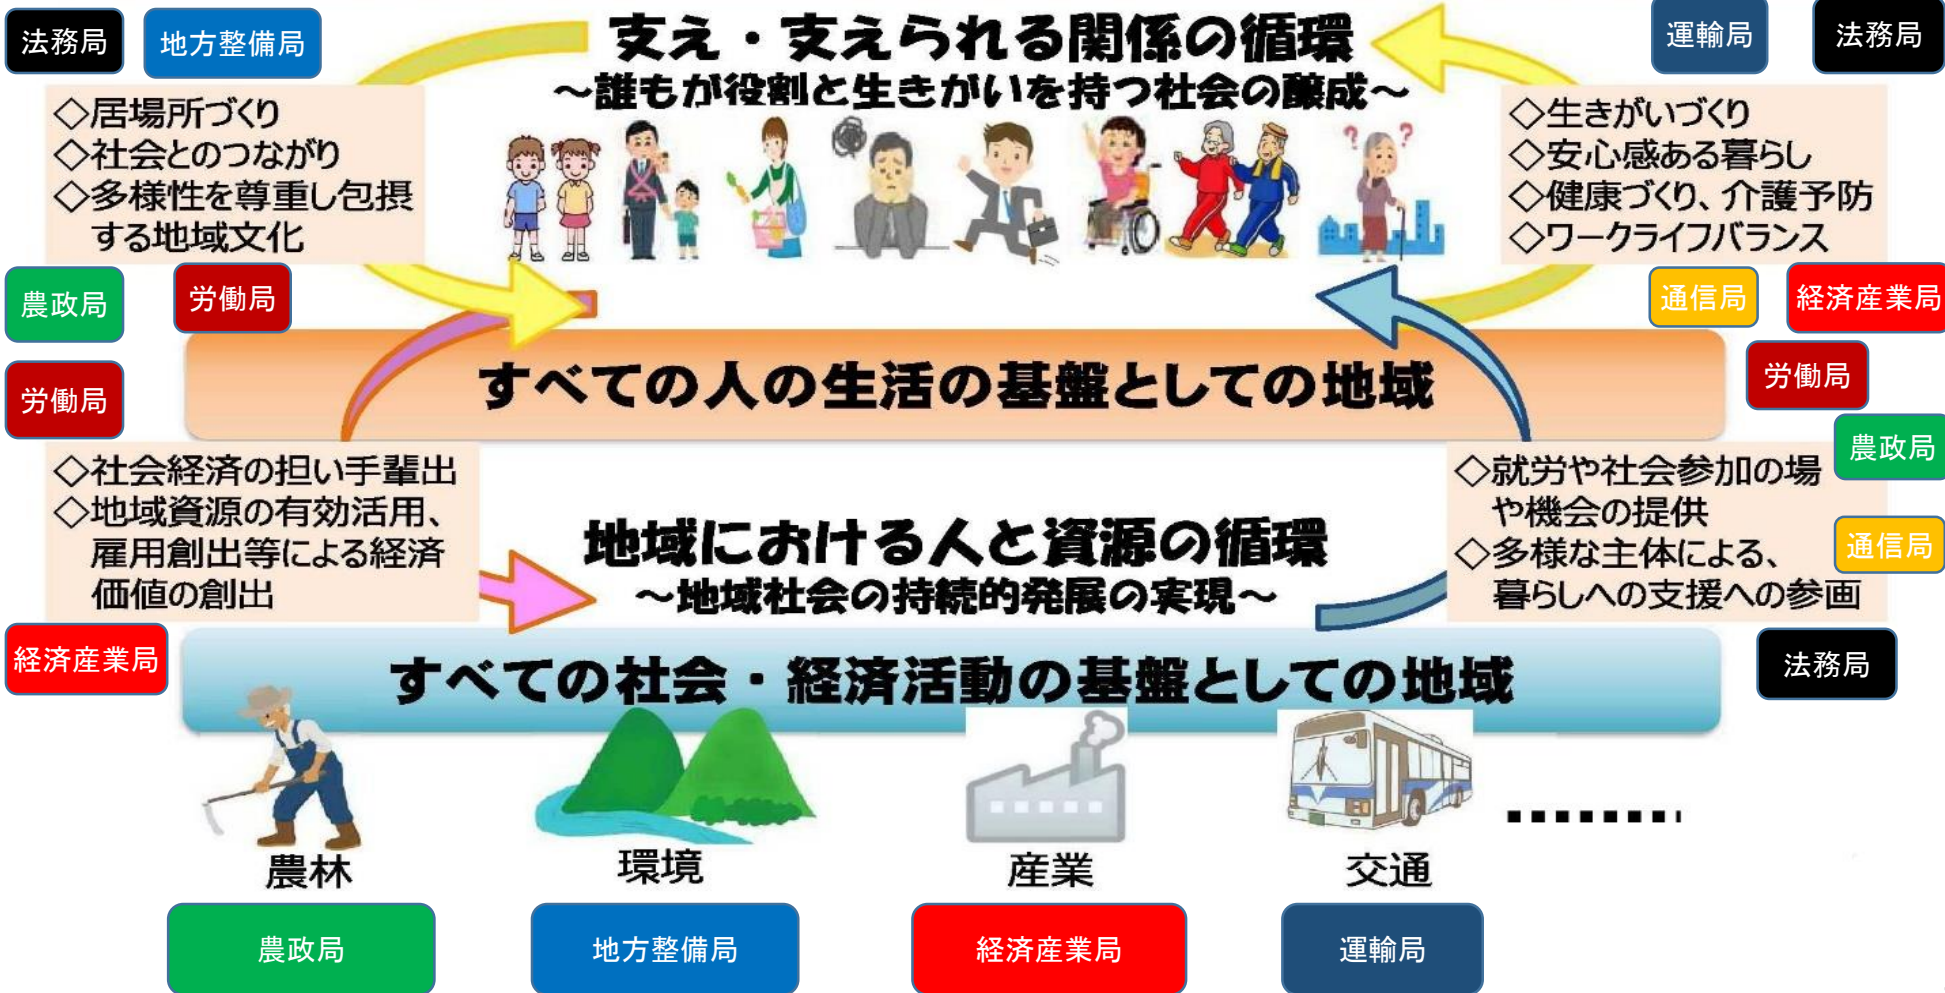 支え・支えられる関係の循環
～誰もが役割と生きがいを持つ社会の醸成～
法務局
地方整備局
運輸局
法務局
◇居場所づくり
◇社会とのつながり
◇多様性を尊重し包摂
する地域文化
◇生きがいづくり
◇安心感ある暮らし
◇健康づくり、介護予防
◇ワークライフバランス
? ?
農政局
労働局
通信局
経済産業局
労働局
すべての人の生活の基盤としての地域
労働局
農政局
◇社会経済の担い手輩出
◇地域資源の有効活用、
雇用創出等による経済
価値の創出
地域における人と資源の循環
～地域社会の持続的発展の実現～
◇就労や社会参加の場
や機会の提供
◇多様な主体による、
暮らしへの支援への参画
通信局
経済産業局
すべての社会・経済活動の基盤としての地域
法務局
農林
環境
産業
交通
農政局
地方整備局
経済産業局
運輸局